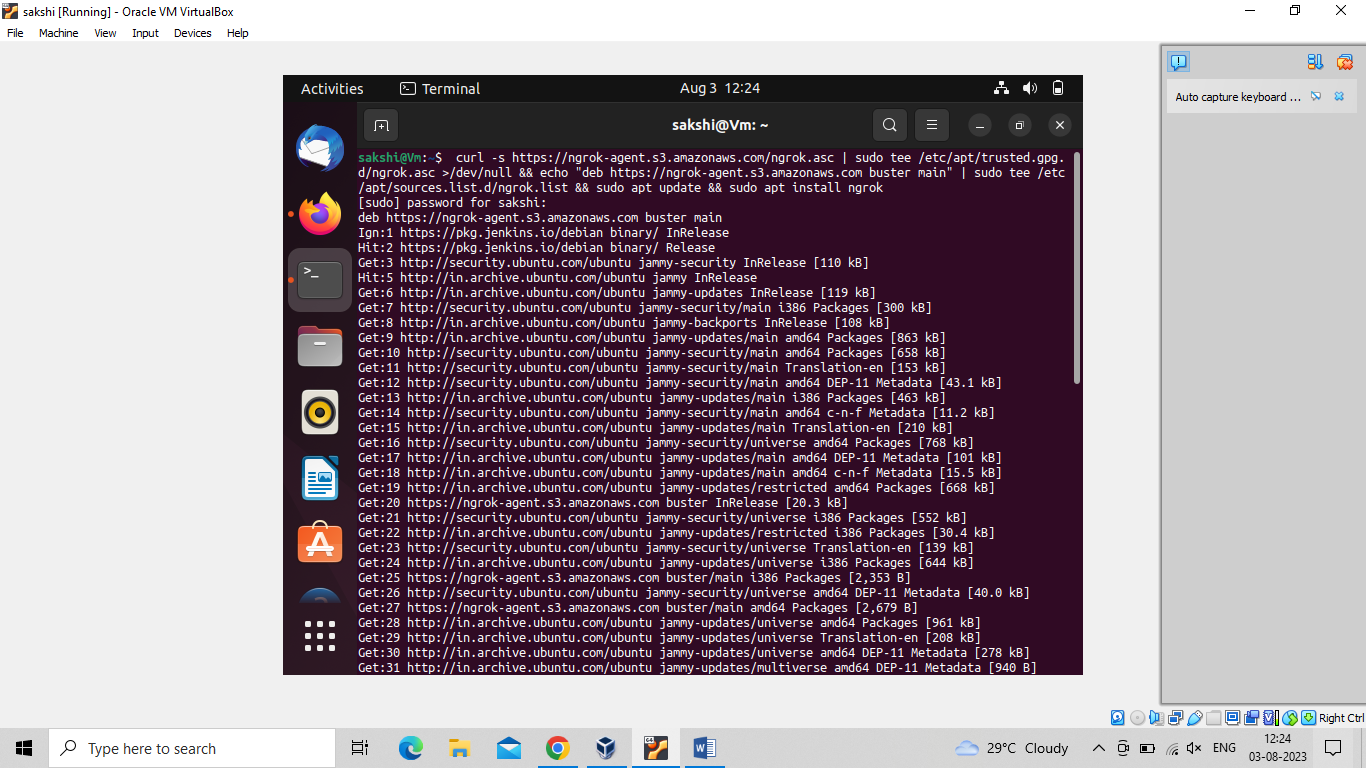 sakshi [Running] - Oracle VM VirtualBox
File Machine View Input Devices Help
Auto capture keyboard ...
Activities Terminal Aug 3 12:24
sakshi@Vm: ~
sakshi@Vm:~$  curl -s https://ngrok-agent.s3.amazonaws.com/ngrok.asc | sudo tee /etc/apt/trusted.gpg.
d/ngrok.asc >/dev/null && echo "deb https://ngrok-agent.s3.amazonaws.com buster main" | sudo tee /etc
/apt/sources.list.d/ngrok.list && sudo apt update && sudo apt install ngrok
[sudo] password for sakshi:
deb https://ngrok-agent.s3.amazonaws.com buster main
Ign:1 https://pkg.jenkins.io/debian binary/ InRelease
Hit:2 https://pkg.jenkins.io/debian binary/ Release
Get:3 http://security.ubuntu.com/ubuntu jammy-security InRelease [110 kB]
Hit:5 http://in.archive.ubuntu.com/ubuntu jammy InRelease
Get:6 http://in.archive.ubuntu.com/ubuntu jammy-updates InRelease [119 kB]
Get:7 http://security.ubuntu.com/ubuntu jammy-security/main i386 Packages [300 kB]
Get:8 http://in.archive.ubuntu.com/ubuntu jammy-backports InRelease [108 kB]
Get:9 http://in.archive.ubuntu.com/ubuntu jammy-updates/main amd64 Packages [863 kB]
Get:10 http://security.ubuntu.com/ubuntu jammy-security/main amd64 Packages [658 kB]
Get:11 http://security.ubuntu.com/ubuntu jammy-security/main Translation-en [153 kB]
Get:12 http://security.ubuntu.com/ubuntu jammy-security/main amd64 DEP-11 Metadata [43.1 kB]
Get:13 http://in.archive.ubuntu.com/ubuntu jammy-updates/main i386 Packages [463 kB]
Get:14 http://security.ubuntu.com/ubuntu jammy-security/main amd64 c-n-f Metadata [11.2 kB]
Get:15 http://in.archive.ubuntu.com/ubuntu jammy-updates/main Translation-en [210 kB]
Get:16 http://security.ubuntu.com/ubuntu jammy-security/universe amd64 Packages [768 kB]
Get:17 http://in.archive.ubuntu.com/ubuntu jammy-updates/main amd64 DEP-11 Metadata [101 kB]
Get:18 http://in.archive.ubuntu.com/ubuntu jammy-updates/main amd64 c-n-f Metadata [15.5 kB]
Get:19 http://in.archive.ubuntu.com/ubuntu jammy-updates/restricted amd64 Packages [668 kB]
Get:20 https://ngrok-agent.s3.amazonaws.com buster InRelease [20.3 kB]
Get:21 http://security.ubuntu.com/ubuntu jammy-security/universe i386 Packages [552 kB]
Get:22 http://in.archive.ubuntu.com/ubuntu jammy-updates/restricted i386 Packages [30.4 kB]
Get:23 http://security.ubuntu.com/ubuntu jammy-security/universe Translation-en [139 kB]
Get:24 http://in.archive.ubuntu.com/ubuntu jammy-updates/universe i386 Packages [644 kB]
Get:25 https://ngrok-agent.s3.amazonaws.com buster/main i386 Packages [2,353 B]
Get:26 http://security.ubuntu.com/ubuntu jammy-security/universe amd64 DEP-11 Metadata [40.0 kB]
Get:27 https://ngrok-agent.s3.amazonaws.com buster/main amd64 Packages [2,679 B]
Get:28 http://in.archive.ubuntu.com/ubuntu jammy-updates/universe amd64 Packages [961 kB]
Get:29 http://in.archive.ubuntu.com/ubuntu jammy-updates/universe Translation-en [208 kB]
Get:30 http://in.archive.ubuntu.com/ubuntu jammy-updates/universe amd64 DEP-11 Metadata [278 kB]
Get:31 http://in.archive.ubuntu.com/ubuntu jammy-updates/multiverse amd64 DEP-11 Metadata [940 B]
Right Ctrl
Type here to search
29°C Cloudy
ENG
12:24
03-08-2023